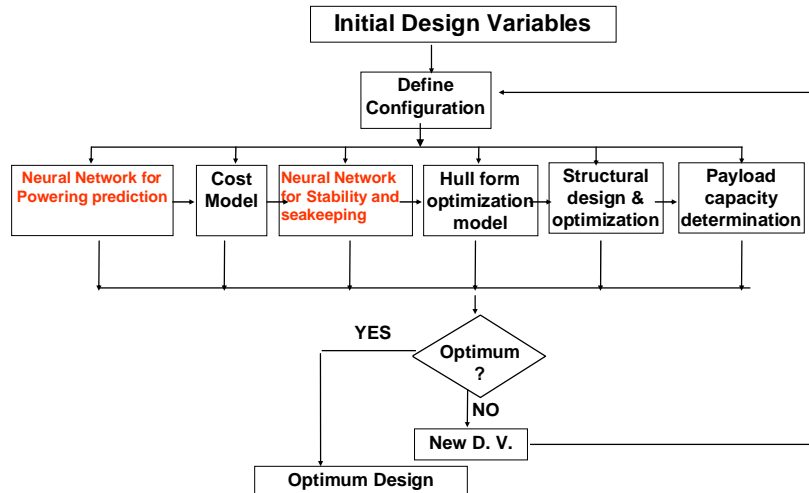 Initial Design Variables
Define
Configuration
Neural Network for
Powering prediction
Cost
Model
Neural Network
for Stability and
seakeeping
Hull form
optimization
model
Structural
design &
optimization
Payload
capacity
determination
YES
Optimum
?
NO
New D. V.
Optimum Design